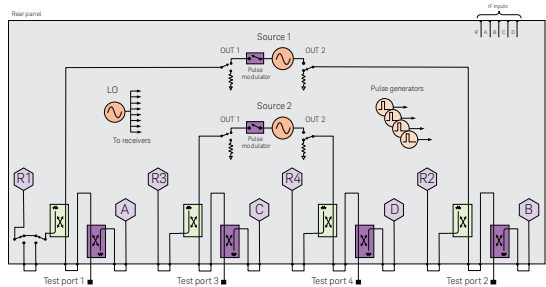 Rear panel
IF inputs
R A B C D
Source 1
OUT 1
OUT 2
Pulse
modulator
LO
To receivers
Pulse generators
Source 2
OUT 1
OUT 2
Pulse
modulator
R1
A
R3
C
R4
D
R2
B
Test port 1
Test port 3
Test port 4
Test port 2